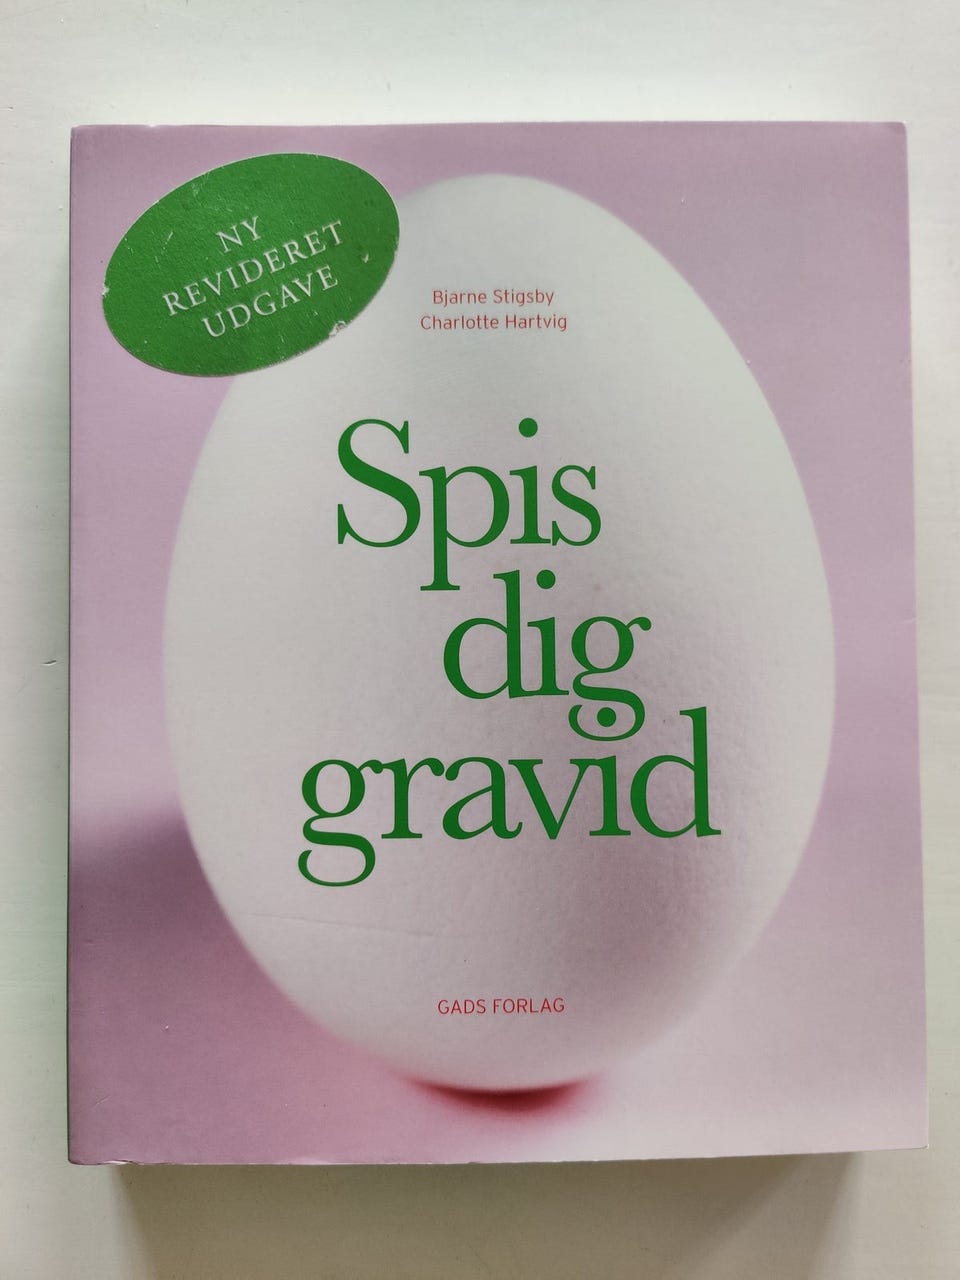 NY
REVIDERET
UDGAVE
Bjarne Stigsby
Charlotte Hartvig
Spis
dig
gravid
GADS FORLAG